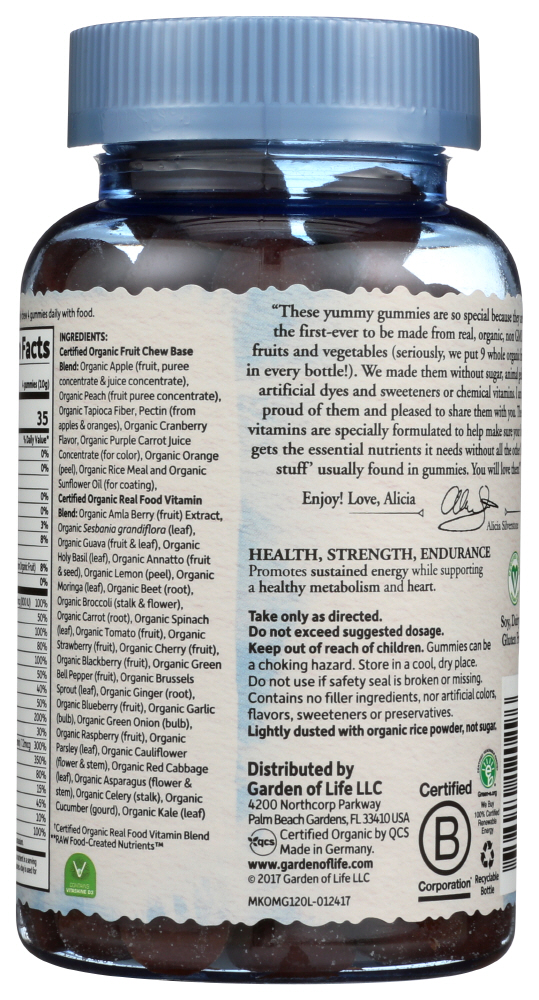 gummies daily with food.
Facts
gummies (10g)
35
% Daily Value*
0%
0%
0%
0%
3%
8%
8%
0%
100%
50%
100%
80%
100%
50%
40%
50%
200%
30%
300%
350%
80%
15%
45%
10%
100%
INGREDIENTS:
Certified Organic Fruit Chew Base
Blend: Organic Apple (fruit, puree
concentrate & juice concentrate),
Organic Peach (fruit puree concentrate),
Organic Tapioca Fiber, Pectin (from
apples & oranges), Organic Cranberry
Flavor, Organic Purple Carrot Juice
Concentrate (for color), Organic Orange
(peel), Organic Rice Meal and Organic
Sunflower Oil (for coating),
Certified Organic Real Food Vitamin
Blend: Organic Amla Berry (fruit) Extract,
Organic Sesbania grandiflora (leaf),
Organic Guava (fruit & leaf), Organic
Holy Basil (leaf), Organic Annatto (fruit
& seed), Organic Lemon (peel), Organic
Moringa (leaf), Organic Beet (root),
Organic Broccoli (stalk & flower),
Organic Carrot (root), Organic Spinach
(leaf), Organic Tomato (fruit), Organic
Strawberry (fruit), Organic Cherry (fruit),
Organic Blackberry (fruit), Organic Green
Bell Pepper (fruit), Organic Brussels
Sprout (leaf), Organic Ginger (root),
Organic Blueberry (fruit), Organic Garlic
(bulb), Organic Green Onion (bulb),
Organic Raspberry (fruit), Organic
Parsley (leaf), Organic Cauliflower
(flower & stem), Organic Red Cabbage
(leaf), Organic Asparagus (flower &
stem), Organic Celery (stalk), Organic
Cucumber (gourd), Organic Kale (leaf)
†Certified Organic Real Food Vitamin Blend
**RAW Food-Created Nutrients™
V
VITAMINE D3
"These yummy gummies are so special because they
the first-ever to be made from real, organic, non
fruits and vegetables (seriously, we put 9 whole organic
in every bottle!). We made them without sugar, animal
artificial dyes and sweeteners or chemical vitamins. I
proud of them and pleased to share them with you.
vitamins are specially formulated to help make sure
gets the essential nutrients it needs without all the
stuff' usually found in gummies. You will love them"
Enjoy! Love, Alicia
Alicia Silverstone
HEALTH, STRENGTH, ENDURANCE
Promotes sustained energy while supporting
a healthy metabolism and heart.
Take only as directed.
Do not exceed suggested dosage.
Keep out of reach of children. Gummies can be
a choking hazard. Store in a cool, dry place.
Do not use if safety seal is broken or missing.
Contains no filler ingredients, nor artificial colors,
flavors, sweeteners or preservatives.
Lightly dusted with organic rice powder, not sugar.
Distributed by
Garden of Life LLC
4200 Northcorp Parkway
Palm Beach Gardens, FL 33410 USA
QCS Certified Organic by QCS
Made in Germany.
www.gardenoflife.com
© 2017 Garden of Life LLC
MKOMG120L-012417
Certified
B
Corporation
V
Soy,
Gluten
Green-e.org
We Buy
100% Certified
Renewable
Energy
Recyclable
Bottle